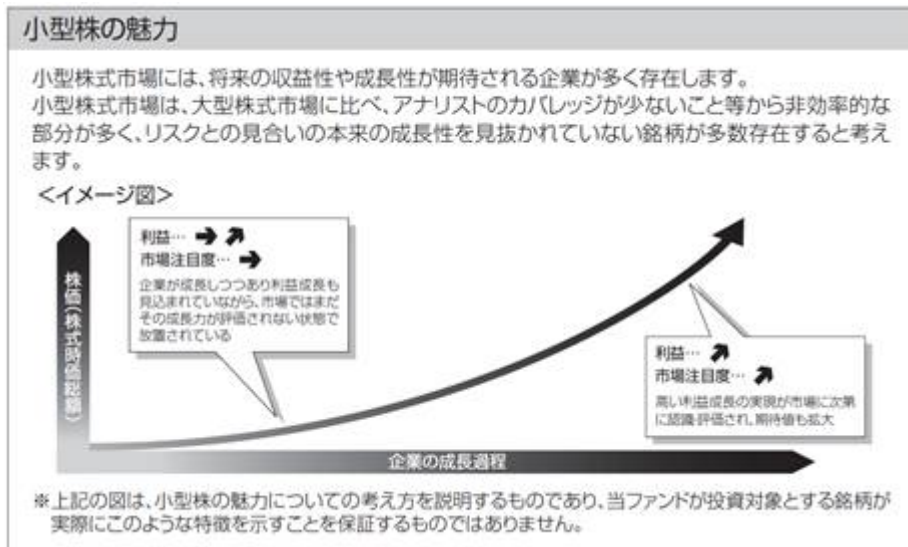 小型株の魅力
小型株式市場には、将来の収益性や成長性が期待される企業が多く存在します。
小型株式市場は、大型株式市場に比べ、アナリストのカバレッジが少ないこと等から非効率的な
部分が多く、リスクとの見合いの本来の成長性を見抜かれていない銘柄が多数存在すると考え
ます。
＜イメージ図＞
株価（株式時価総額）
利益… ➡ ⬈
市場注目度… ➡
企業が成長しつつあり利益成長も
見込まれていながら、市場ではまだ
その成長力が評価されない状態で
放置されている
利益… ⬈
市場注目度… ⬈
高い利益成長の実現が市場に次第
に認識・評価され、期待値も拡大
企業の成長過程
※上記の図は、小型株の魅力についての考え方を説明するものであり、当ファンドが投資対象とする銘柄が
実際にこのような特徴を示すことを保証するものではありません。